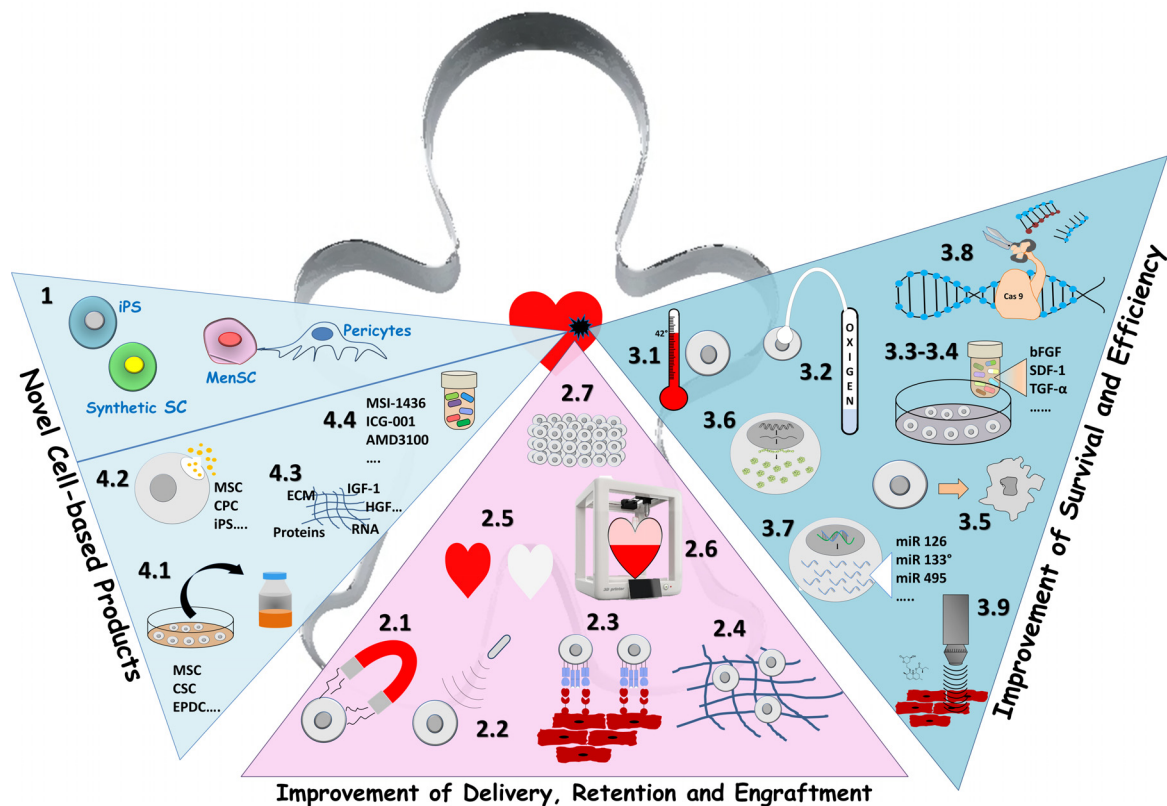 1
iPS
MenSC
Pericytes
Synthetic SC
4.4
MSI-1436
ICG-001
AMD3100
....
4.2
MSC
CPC
iPS....
4.3
ECM
IGF-1
HGF...
Proteins
RNA
4.1
MSC
CSC
EPDC....
Novel Cell-based Products
2.7
2.5
2.6
2.1
2.2
2.3
2.4
Improvement of Delivery, Retention and Engraftment
3.1
42°
3.2
OXIGEN
3.8
Cas 9
3.3-3.4
bFGF
SDF-1
TGF-α
......
3.6
3.5
3.7
miR 126
miR 133°
miR 495
.....
3.9
Improvement of Survival and Efficiency